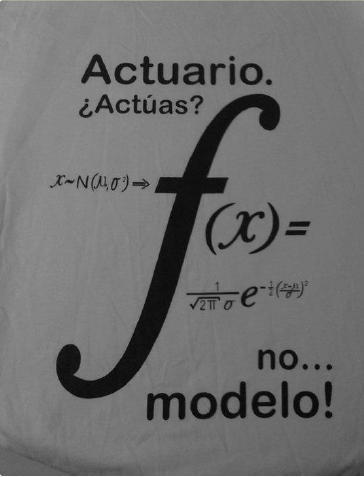 Actuario.
¿Actúas?
x~N(μ,σ²)⇒ f(x)=
1/√2π σ e^-½((x-μ)/σ)²
no...
modelo!